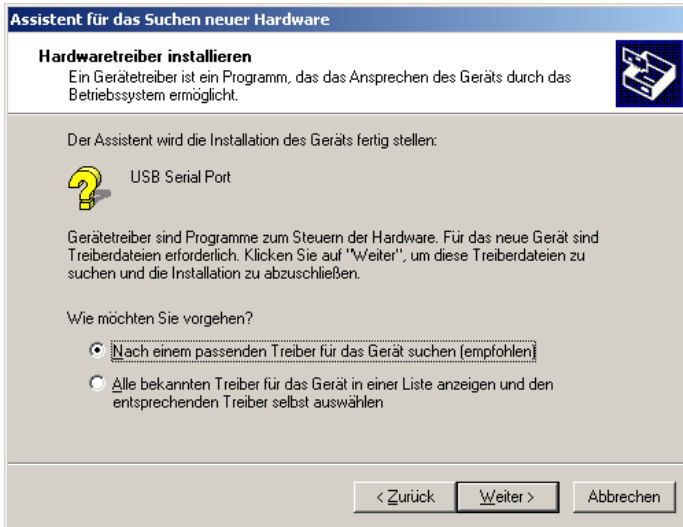 Assistent für das Suchen neuer Hardware
Hardwaretreiber installieren
Ein Gerätetreiber ist ein Programm, das das Ansprechen des Geräts durch das
Betriebssystem ermöglicht.
Der Assistent wird die Installation des Geräts fertig stellen:
USB Serial Port
Gerätetreiber sind Programme zum Steuern der Hardware. Für das neue Gerät sind
Treiberdateien erforderlich. Klicken Sie auf "Weiter", um diese Treiberdateien zu
suchen und die Installation zu abzuschließen.
Wie möchten Sie vorgehen?
Nach einem passenden Treiber für das Gerät suchen (empfohlen)
Alle bekannten Treiber für das Gerät in einer Liste anzeigen und den
entsprechenden Treiber selbst auswählen
< Zurück Weiter > Abbrechen